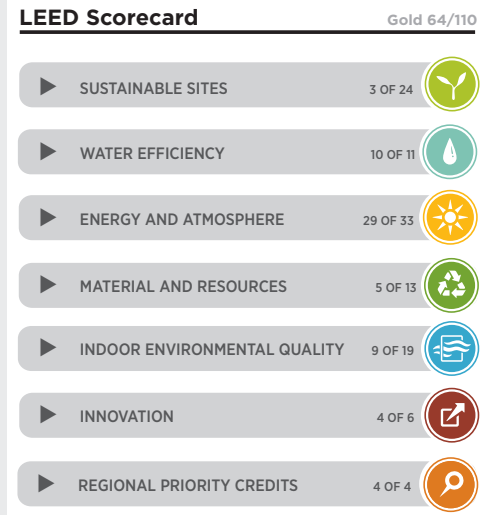 LEED Scorecard Gold 64/110
SUSTAINABLE SITES 3 OF 24
WATER EFFICIENCY 10 OF 11
ENERGY AND ATMOSPHERE 29 OF 33
MATERIAL AND RESOURCES 5 OF 13
INDOOR ENVIRONMENTAL QUALITY 9 OF 19
INNOVATION 4 OF 6
REGIONAL PRIORITY CREDITS 4 OF 4